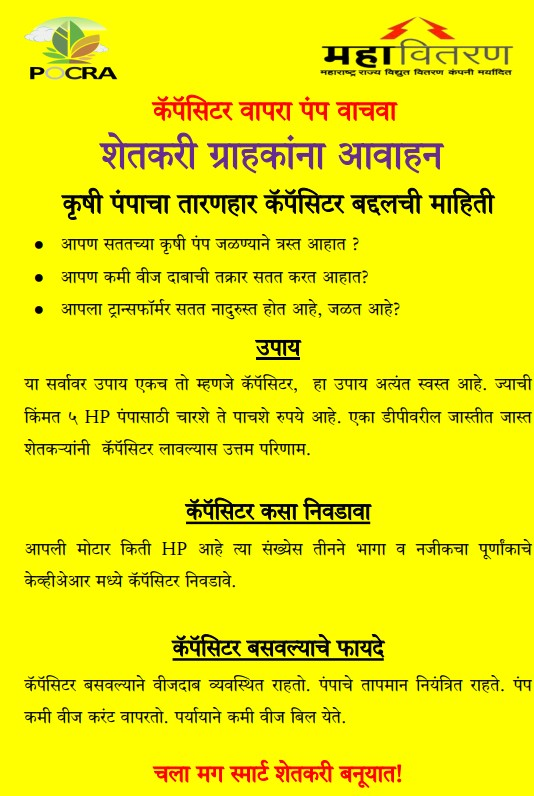 POCRA
महावितरण
महाराष्ट्र राज्य विद्युत वितरण कंपनी मर्यादित
कॅपॅसिटर वापरा पंप वाचवा
शेतकरी ग्राहकांना आवाहन
कृषी पंपाचा तारणहार कॅपॅसिटर बद्दलची माहिती
● आपण सततच्या कृषी पंप जळण्याने त्रस्त आहात ?
● आपण कमी वीज दाबाची तक्रार सतत करत आहात?
● आपला ट्रान्सफॉर्मर सतत नादुरुस्त होत आहे, जळत आहे?
उपाय
या सर्वावर उपाय एकच तो म्हणजे कॅपॅसिटर, हा उपाय अत्यंत स्वस्त आहे. ज्याची
किंमत ५ HP पंपासाठी चारशे ते पाचशे रुपये आहे. एका डीपीवरील जास्तीत जास्त
शेतकऱ्यांनी कॅपॅसिटर लावल्यास उत्तम परिणाम.
कॅपॅसिटर कसा निवडावा
आपली मोटार किती HP आहे त्या संख्येस तीनने भागा व नजीकचा पूर्णांकाचे
केव्हीएआर मध्ये कॅपॅसिटर निवडावे.
कॅपॅसिटर बसवल्याचे फायदे
कॅपॅसिटर बसवल्याने वीजदाब व्यवस्थित राहतो. पंपाचे तापमान नियंत्रित राहते. पंप
कमी वीज करंट वापरतो. पर्यायाने कमी वीज बिल येते.
चला मग स्मार्ट शेतकरी बनूयात!